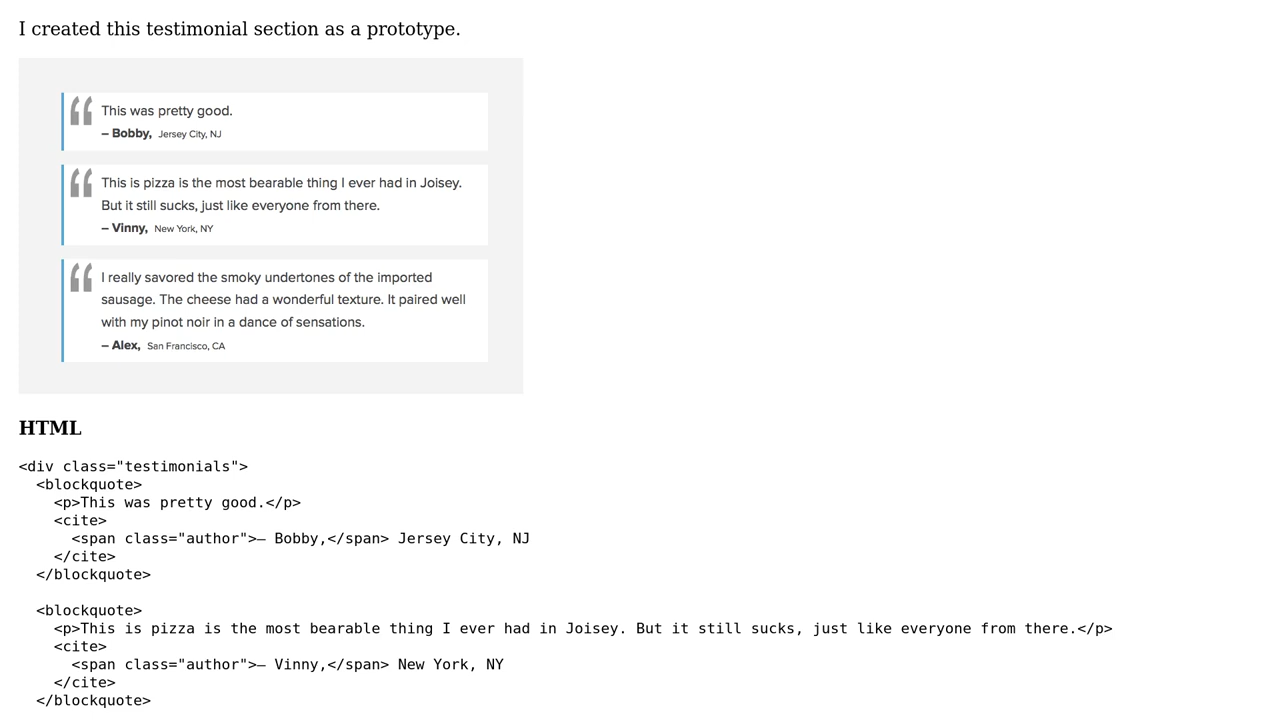 I created this testimonial section as a prototype.
This was pretty good.
– Bobby, Jersey City, NJ
This is pizza is the most bearable thing I ever had in Joisey.
But it still sucks, just like everyone from there.
– Vinny, New York, NY
I really savored the smoky undertones of the imported
sausage. The cheese had a wonderful texture. It paired well
with my pinot noir in a dance of sensations.
– Alex, San Francisco, CA
HTML
<div class="testimonials">
  <blockquote>
    <p>This was pretty good.</p>
    <cite>
      <span class="author">– Bobby,</span> Jersey City, NJ
    </cite>
  </blockquote>
  <blockquote>
    <p>This is pizza is the most bearable thing I ever had in Joisey. But it still sucks, just like everyone from there.</p>
    <cite>
      <span class="author">– Vinny,</span> New York, NY
    </cite>
  </blockquote>